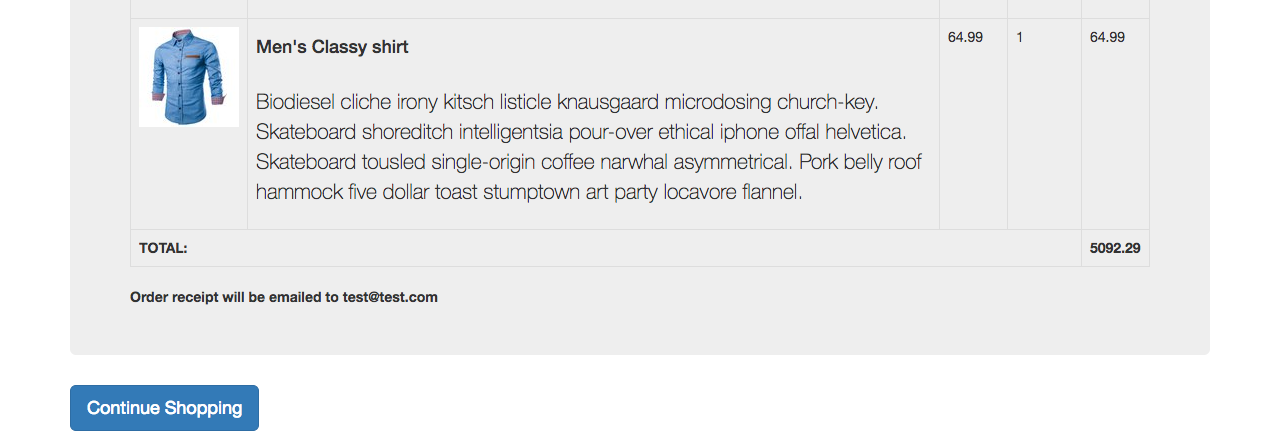 Men's Classy shirt 64.99 1 64.99
Biodiesel cliche irony kitsch listicle knausgaard microdosing church-key.
Skateboard shoreditch intelligentsia pour-over ethical iphone offal helvetica.
Skateboard tousled single-origin coffee narwhal asymmetrical. Pork belly roof
hammock five dollar toast stumptown art party locavore flannel.
TOTAL: 5092.29
Order receipt will be emailed to test@test.com
Continue Shopping